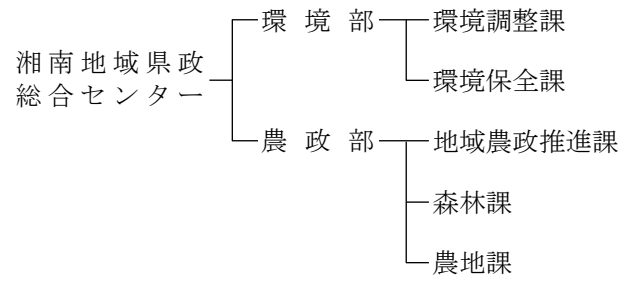 環境部
環境調整課
湘南地域県政
総合センター
環境保全課
農政部
地域農政推進課
森林課
農地課